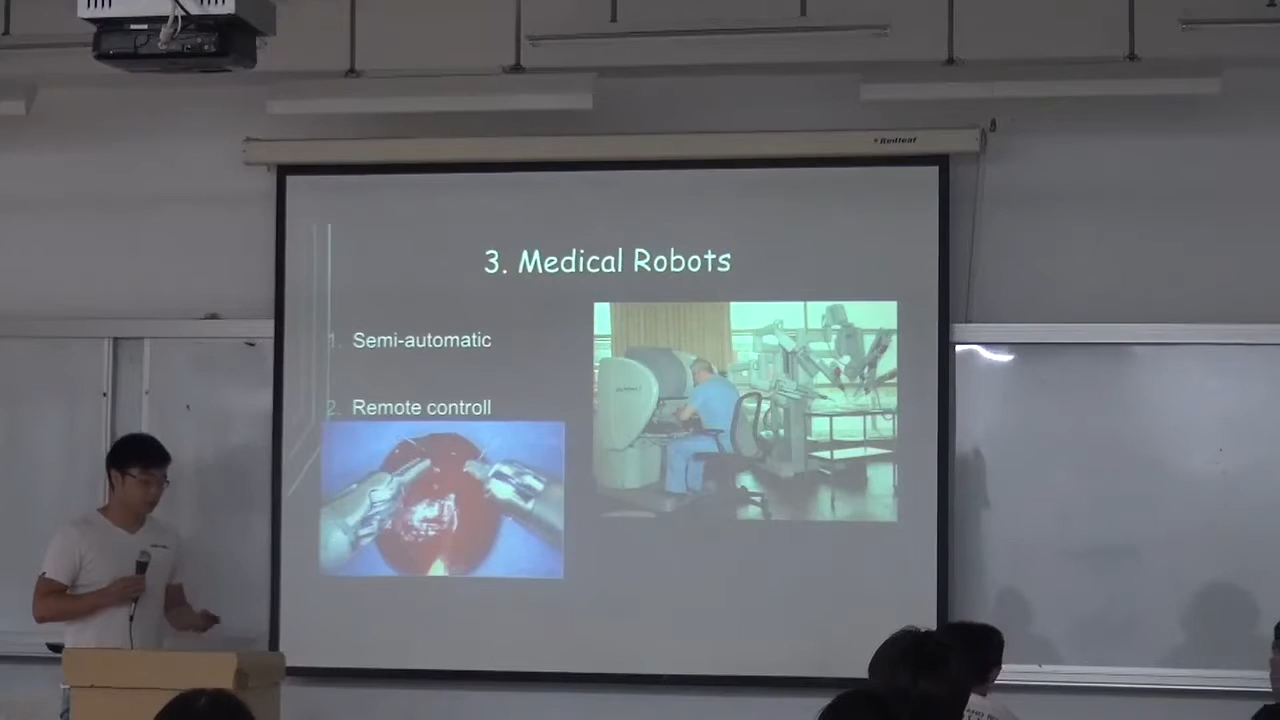 Redleaf
3. Medical Robots
1. Semi-automatic
2. Remote controll